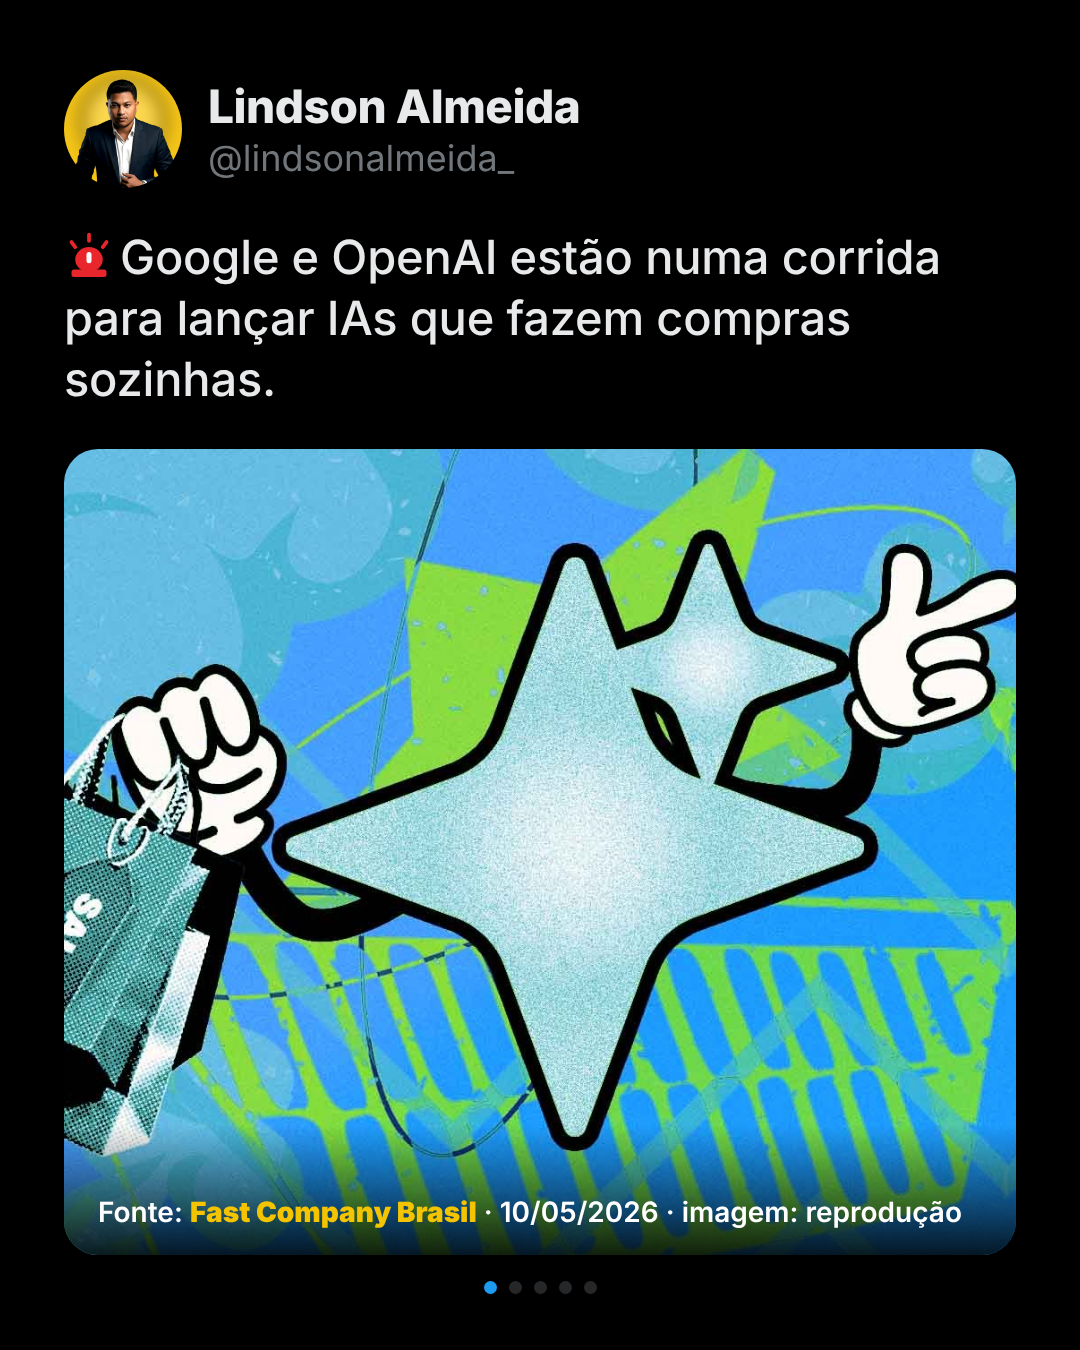 Lindson Almeida
@lindsonalmeida_
🚨Google e OpenAI estão numa corrida
para lançar IAs que fazem compras
sozinhas.
Fonte: Fast Company Brasil · 10/05/2026 · imagem: reprodução